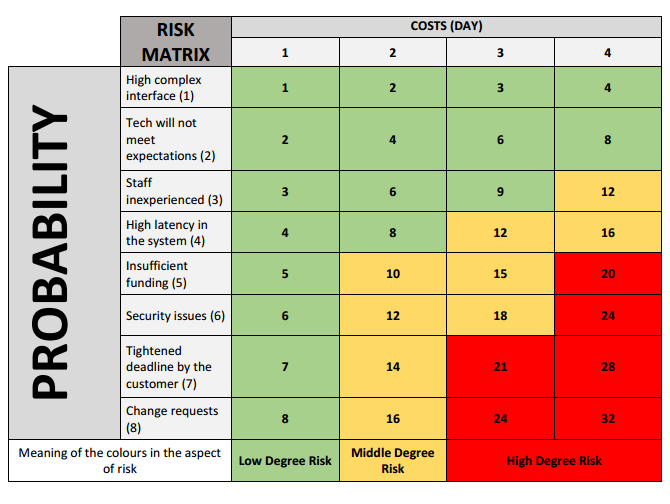 RISK
MATRIX
COSTS (DAY)
1 2 3 4
PROBABILITY
High complex
interface (1)
1 2 3 4
Tech will not
meet
expectations (2)
2 4 6 8
Staff
inexperienced (3)
3 6 9 12
High latency in
the system (4)
4 8 12 16
Insufficient
funding (5)
5 10 15 20
Security issues (6)
6 12 18 24
Tightened
deadline by the
customer (7)
7 14 21 28
Change requests
(8)
8 16 24 32
Meaning of the colours in the aspect
of risk
Low Degree Risk
Middle Degree
Risk
High Degree Risk